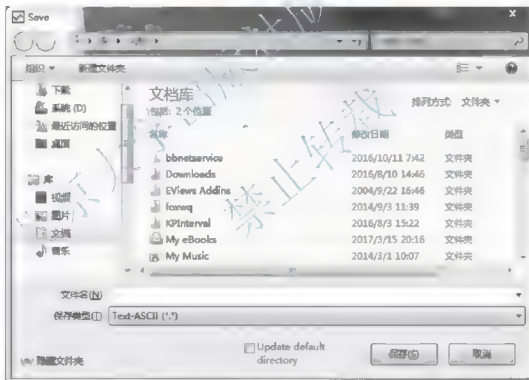 Save
组织 新建文件夹
下载
系统 (D)
最近访问的位置
桌面
库
视频
图片
文档
音乐
文档库
包括: 2 个位置
排列方式: 文件夹
名称 修改日期 类型
bbnetservice 2016/10/11 7:42 文件夹
Downloads 2016/8/10 14:46 文件夹
EViews Addins 2004/9/22 16:46 文件夹
foxwq 2014/9/3 11:39 文件夹
KPInterval 2016/8/3 15:22 文件夹
My eBooks 2017/3/15 20:16 文件夹
My Music 2014/3/1 10:07 文件夹
文件名(N)
保存类型(T) Text-ASCII (*.*)
隐藏文件夹
Update default
directory
保存(S) 取消
禁止转载